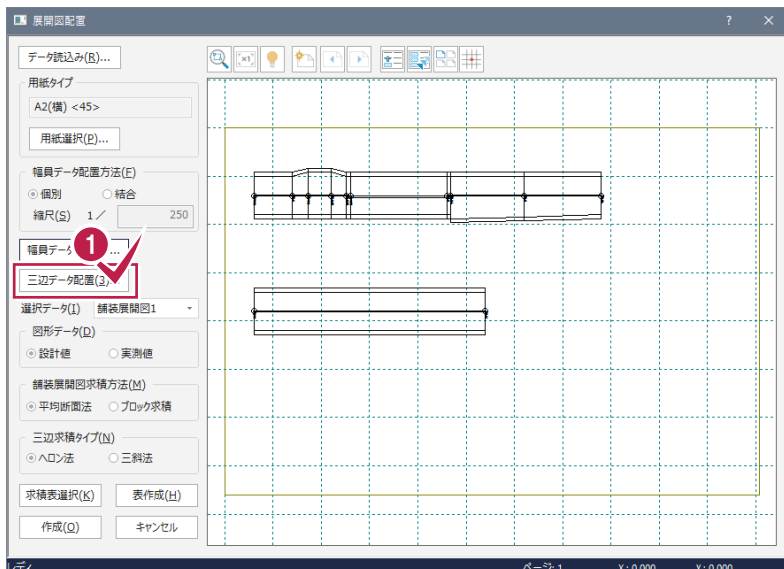 展開図配置
データ読込み(R)...
用紙タイプ
A2(横) <45>
用紙選択(P)...
幅員データ配置方法(F)
個別 結合
縮尺(S) 1／ 250
幅員データ ...
1
三辺データ配置(3)
選択データ(I) 舗装展開図1
図形データ(D)
設計値 実測値
舗装展開図求積方法(M)
平均断面法 ブロック求積
三辺求積タイプ(N)
ヘロン法 三斜法
求積表選択(K) 表作成(H)
作成(O) キャンセル
×1
レディ ページ: 1 X : 0.000 Y : 0.000